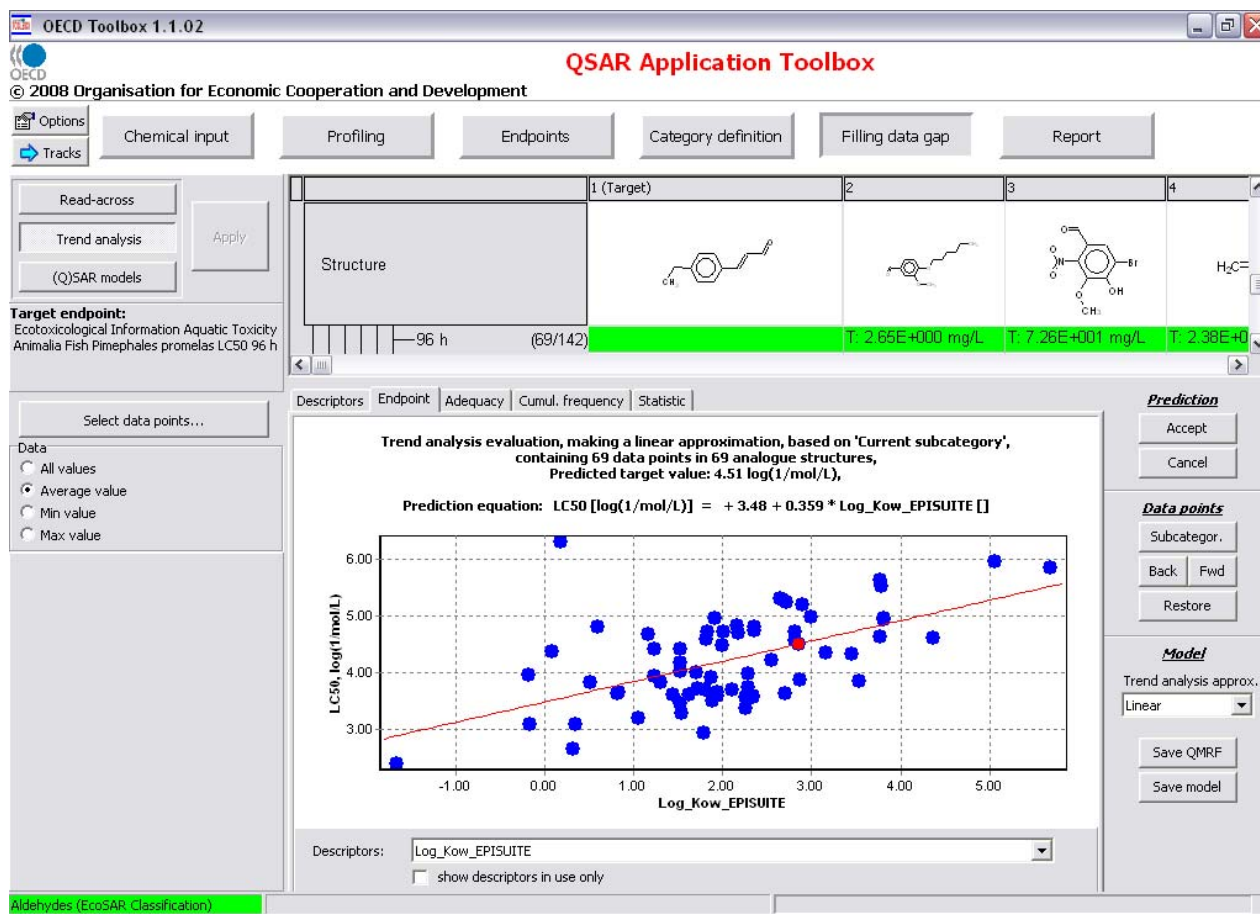 OECD Toolbox 1.1.02
OECD
QSAR Application Toolbox
© 2008 Organisation for Economic Cooperation and Development
Options
Tracks
Chemical input
Profiling
Endpoints
Category definition
Filling data gap
Report
Read-across
Trend analysis
(Q)SAR models
Apply
1 (Target)
2
3
4
Structure
CH₃
O
O
N
O
O
Br
OH
O
CH₃
H₂C=
96 h (69/142)
T: 2.65E+000 mg/L
T: 7.26E+001 mg/L
T: 2.38E+0
Target endpoint:
Ecotoxicological Information Aquatic Toxicity
Animalia Fish Pimephales promelas LC50 96 h
Select data points...
Data
All values
Average value
Min value
Max value
Descriptors
Endpoint
Adequacy
Cumul. frequency
Statistic
Trend analysis evaluation, making a linear approximation, based on 'Current subcategory',
containing 69 data points in 69 analogue structures,
Predicted target value: 4.51 log(1/mol/L),
Prediction equation: LC50 [log(1/mol/L)] = + 3.48 + 0.359 * Log_Kow_EPISUITE []
LC50, log(1/mol/L)
6.00
5.00
4.00
3.00
-1.00 0.00 1.00 2.00 3.00 4.00 5.00
Log_Kow_EPISUITE
Descriptors: Log_Kow_EPISUITE
show descriptors in use only
Prediction
Accept
Cancel
Data points
Subcategor.
Back
Fwd
Restore
Model
Trend analysis approx.
Linear
Save QMRF
Save model
Aldehydes (EcoSAR Classification)